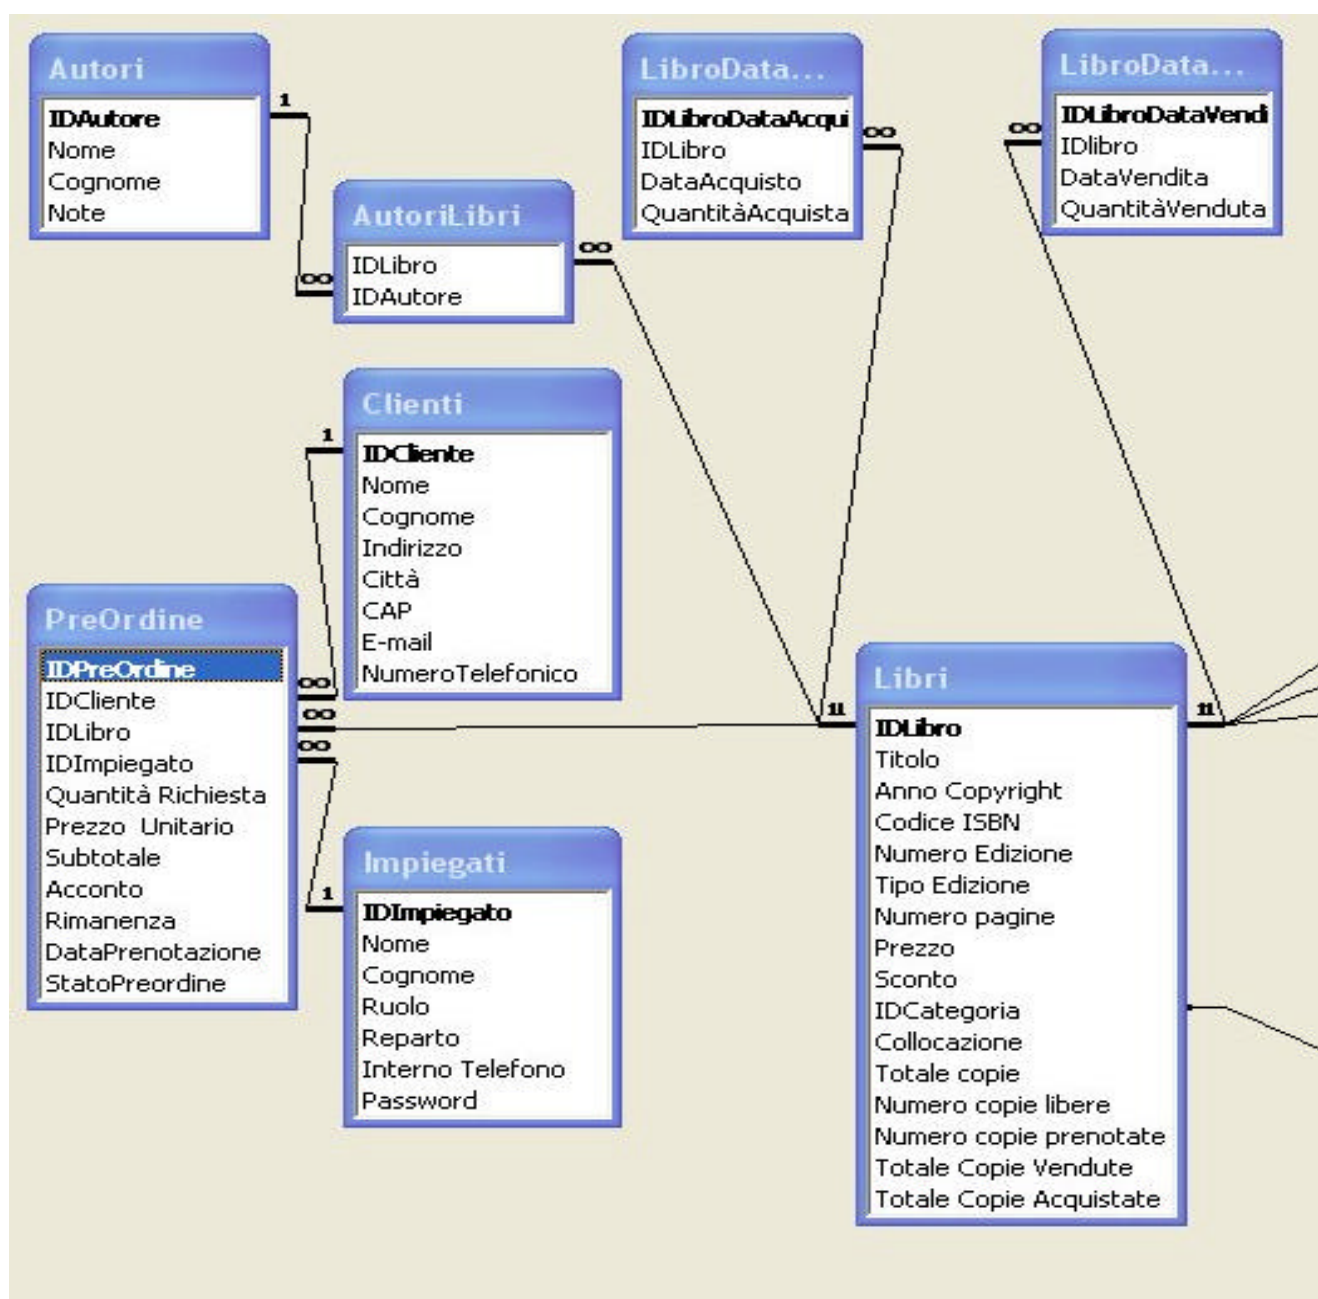 Autori
IDAutore
Nome
Cognome
Note
1
∞
AutoriLibri
IDLibro
IDAutore
∞
LibroData...
IDLibroDataAcqui
IDLibro
DataAcquisto
QuantitàAcquista
∞
LibroData...
IDLibroDataVendi
IDlibro
DataVendita
QuantitàVenduta
∞
Clienti
IDCliente
Nome
Cognome
Indirizzo
Città
CAP
E-mail
NumeroTelefonico
1
PreOrdine
IDPreOrdine
IDCliente
IDLibro
IDImpiegato
Quantità Richiesta
Prezzo Unitario
Subtotale
Acconto
Rimanenza
DataPrenotazione
StatoPreordine
∞
∞
∞
Impiegati
IDImpiegato
Nome
Cognome
Ruolo
Reparto
Interno Telefono
Password
1
Libri
IDLibro
Titolo
Anno Copyright
Codice ISBN
Numero Edizione
Tipo Edizione
Numero pagine
Prezzo
Sconto
IDCategoria
Collocazione
Totale copie
Numero copie libere
Numero copie prenotate
Totale Copie Vendute
Totale Copie Acquistate